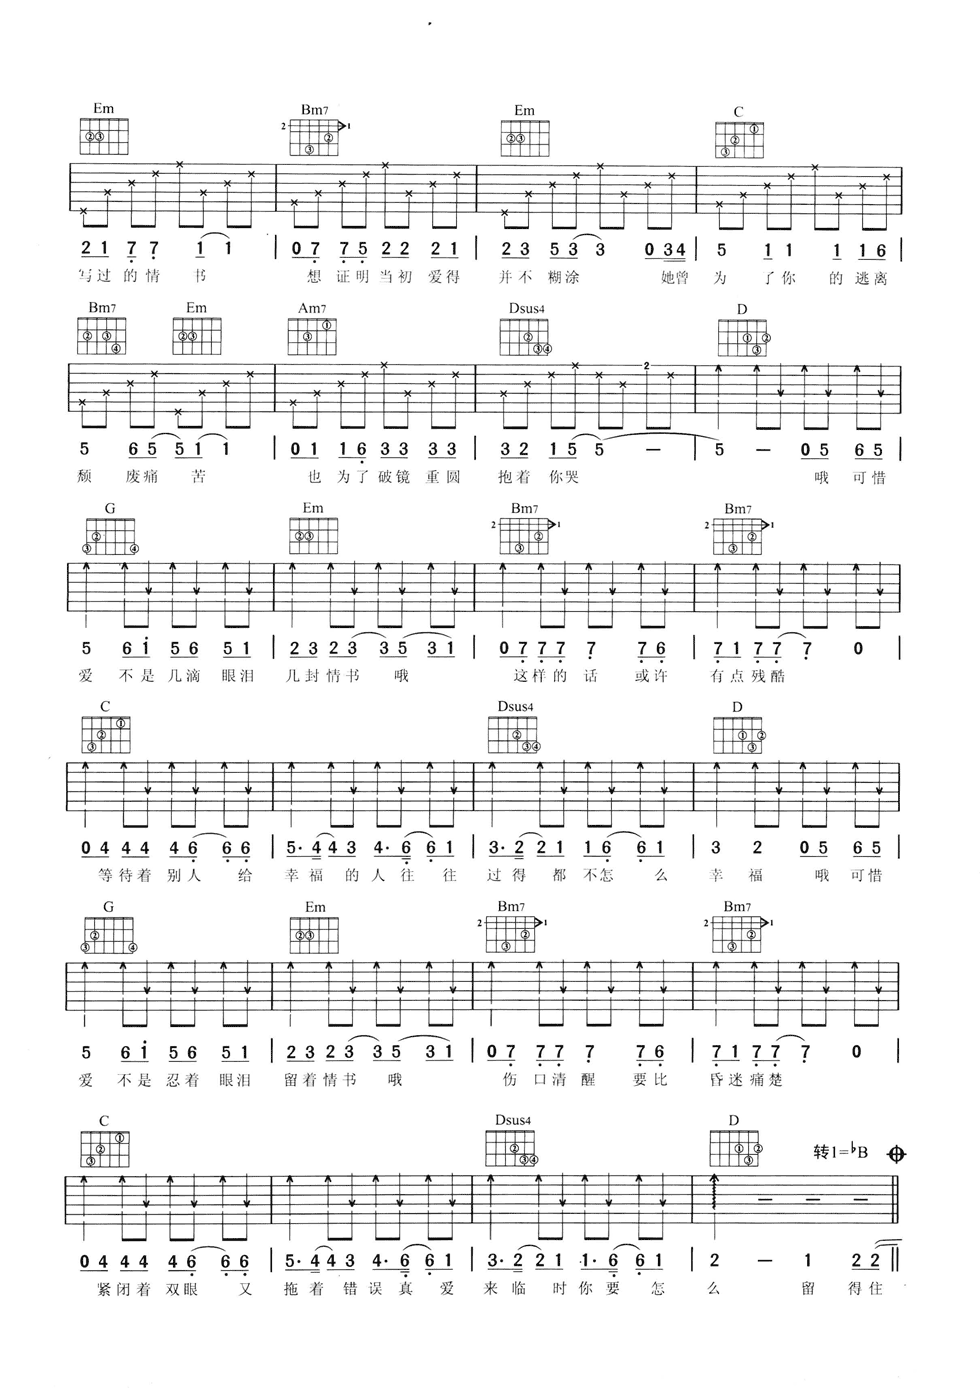 Em Bm7 Em C
2 1 7 7 1 1 | 0 7 7 5 2 2 2 1 | 2 3 5 3 3 0 3 4 | 5 1 1 1 1 6 |
写过的情书 想证明当初爱得 并不糊涂 她曾 为了你的逃离
Bm7 Em Am7 Dsus4 D
5 6 5 5 1 1 | 0 1 1 6 3 3 3 3 | 3 2 1 5 5 – | 5 – 0 5 6 5 |
颓废痛苦 也为了破镜重圆 抱着你哭 哦可惜
G Em Bm7 Bm7
5 6 i 5 6 5 1 | 2 3 2 3 3 5 3 1 | 0 7 7 7 7 7 6 | 7 1 7 7 7 0 |
爱不是几滴眼泪 几封情书 哦 这样的话或许 有点残酷
C Dsus4 D
0 4 4 4 4 6 6 6 | 5· 4 4 3 4· 6 6 1 | 3· 2 2 1 1 6 6 1 | 3 2 0 5 6 5 |
等待着别人给 幸福的人往往 过得都不怎么 幸福 哦可惜
G Em Bm7 Bm7
5 6 i 5 6 5 1 | 2 3 2 3 3 5 3 1 | 0 7 7 7 7 7 6 | 7 1 7 7 7 0 |
爱不是忍着眼泪 留着情书 哦 伤口清醒要比 昏迷痛楚
C Dsus4 D 转1=♭B
0 4 4 4 4 6 6 6 | 5· 4 4 3 4· 6 6 1 | 3· 2 2 1 1· 6 6 1 | 2 – 1 2 2 ‖
紧闭着双眼又 拖着错误真爱 来临时你要怎 么留得住